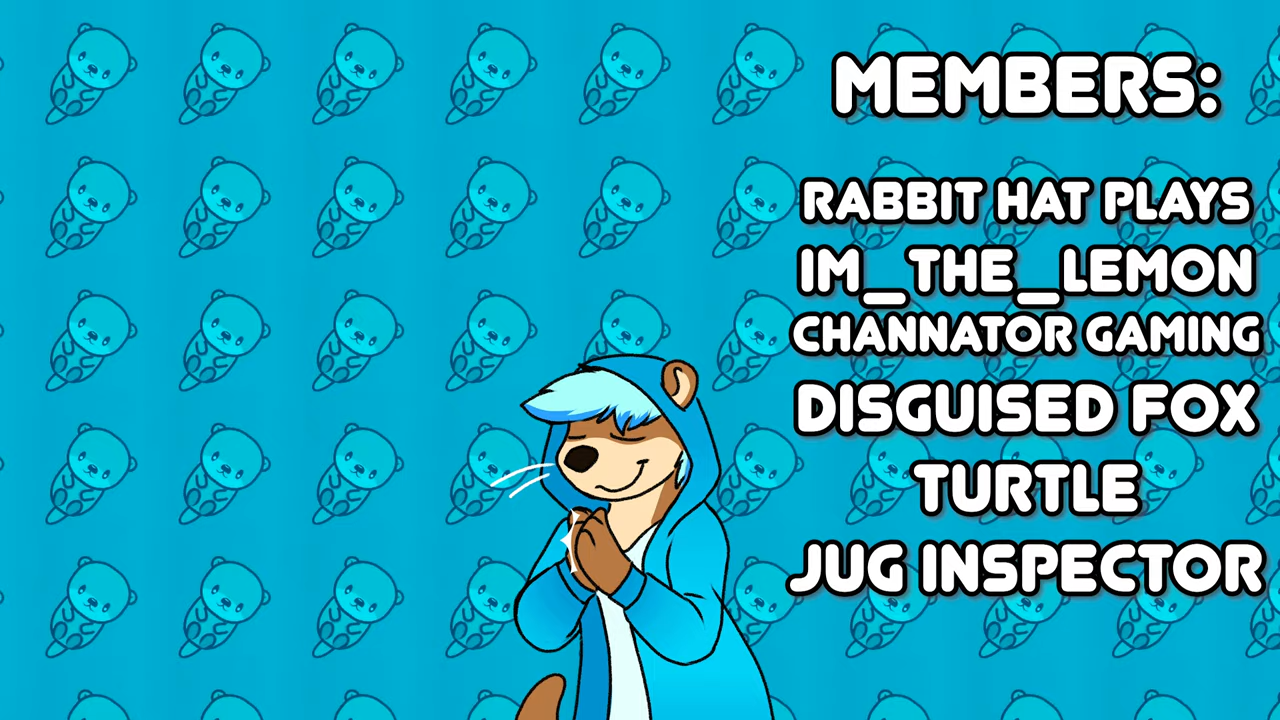 MEMBERS:
RABBIT HAT PLAYS
IM_THE_LEMON
CHANNATOR GAMING
DISGUISED FOX
TURTLE
JUG INSPECTOR